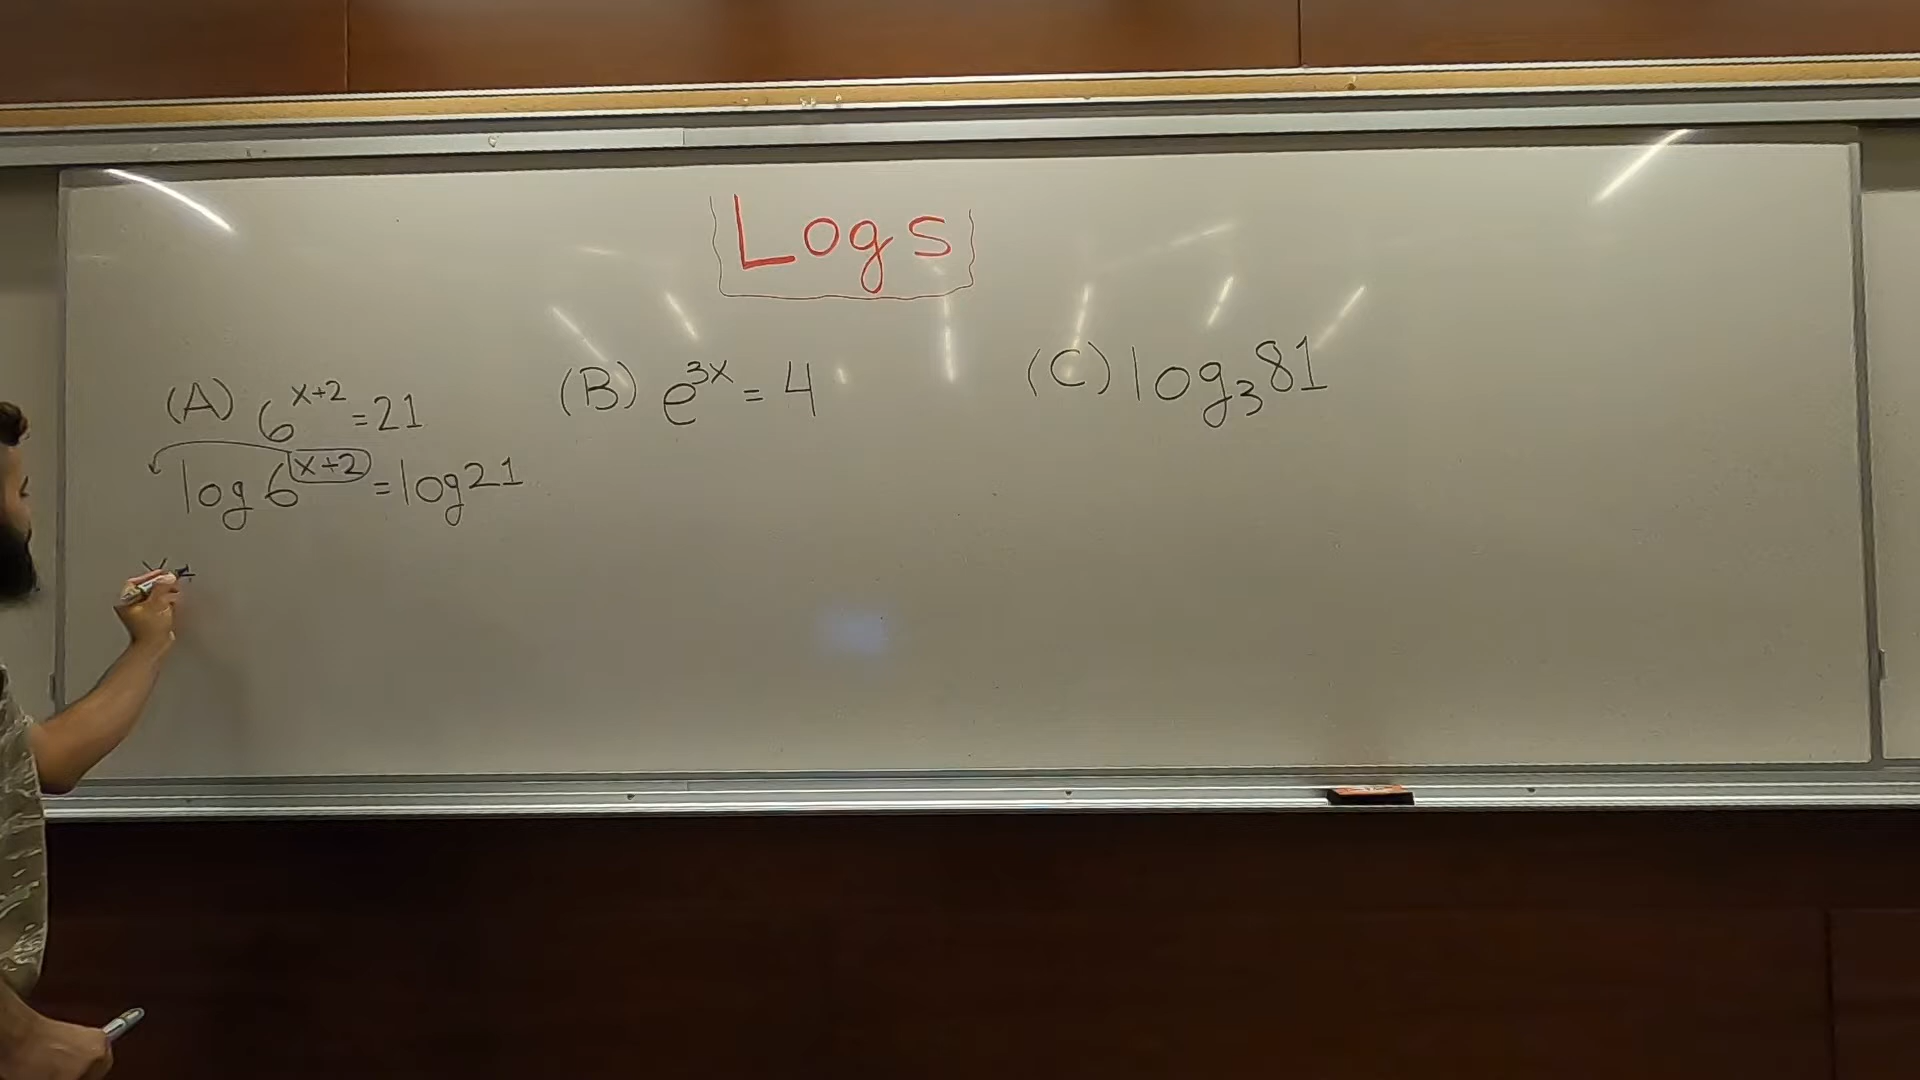 Logs
(A) 6^{x+2} = 21
(B) e^{3x} = 4
(C) log₃81
log 6^{(x+2)} = log 21
x +